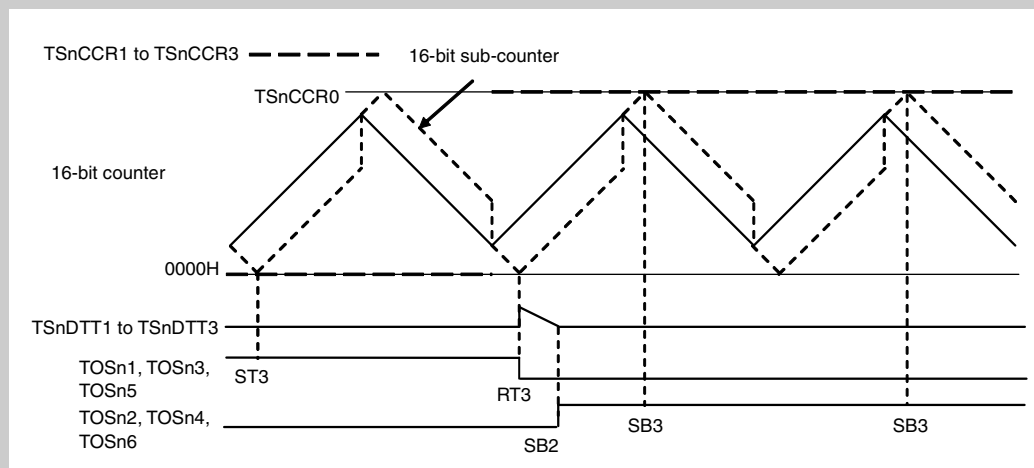 TSnCCR1 to TSnCCR3
16-bit sub-counter
TSnCCR0
16-bit counter
0000H
TSnDTT1 to TSnDTT3
TOSn1, TOSn3,
TOSn5
ST3
RT3
TOSn2, TOSn4,
TOSn6
SB2
SB3
SB3